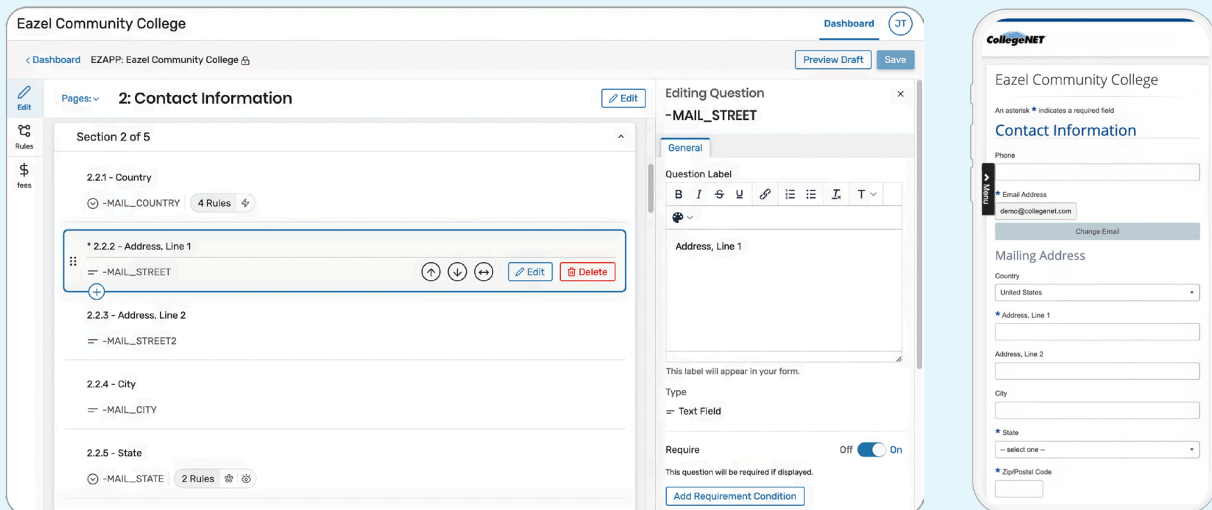 Eazel Community College
Dashboard
JT
< Dashboard EZAPP: Eazel Community College
Preview Draft
Save
Edit
Rules
fees
Pages:
2: Contact Information
Edit
Section 2 of 5
2.2.1 - Country
~MAIL_COUNTRY
4 Rules
* 2.2.2 - Address, Line 1
~MAIL_STREET
Edit
Delete
2.2.3 - Address, Line 2
~MAIL_STREET2
2.2.4 - City
~MAIL_CITY
2.2.5 - State
~MAIL_STATE
2 Rules
Editing Question
~MAIL_STREET
General
Question Label
B I S U T
Address, Line 1
This label will appear in your form.
Type
Text Field
Require
Off
On
This question will be required if displayed.
Add Requirement Condition
CollegeNET
Eazel Community College
An asterisk * indicates a required field
Contact Information
Phone
Menu
* Email Address
demo@collegenet.com
Change Email
Mailing Address
Country
United States
* Address, Line 1
Address, Line 2
City
* State
-- select one --
* Zip/Postal Code